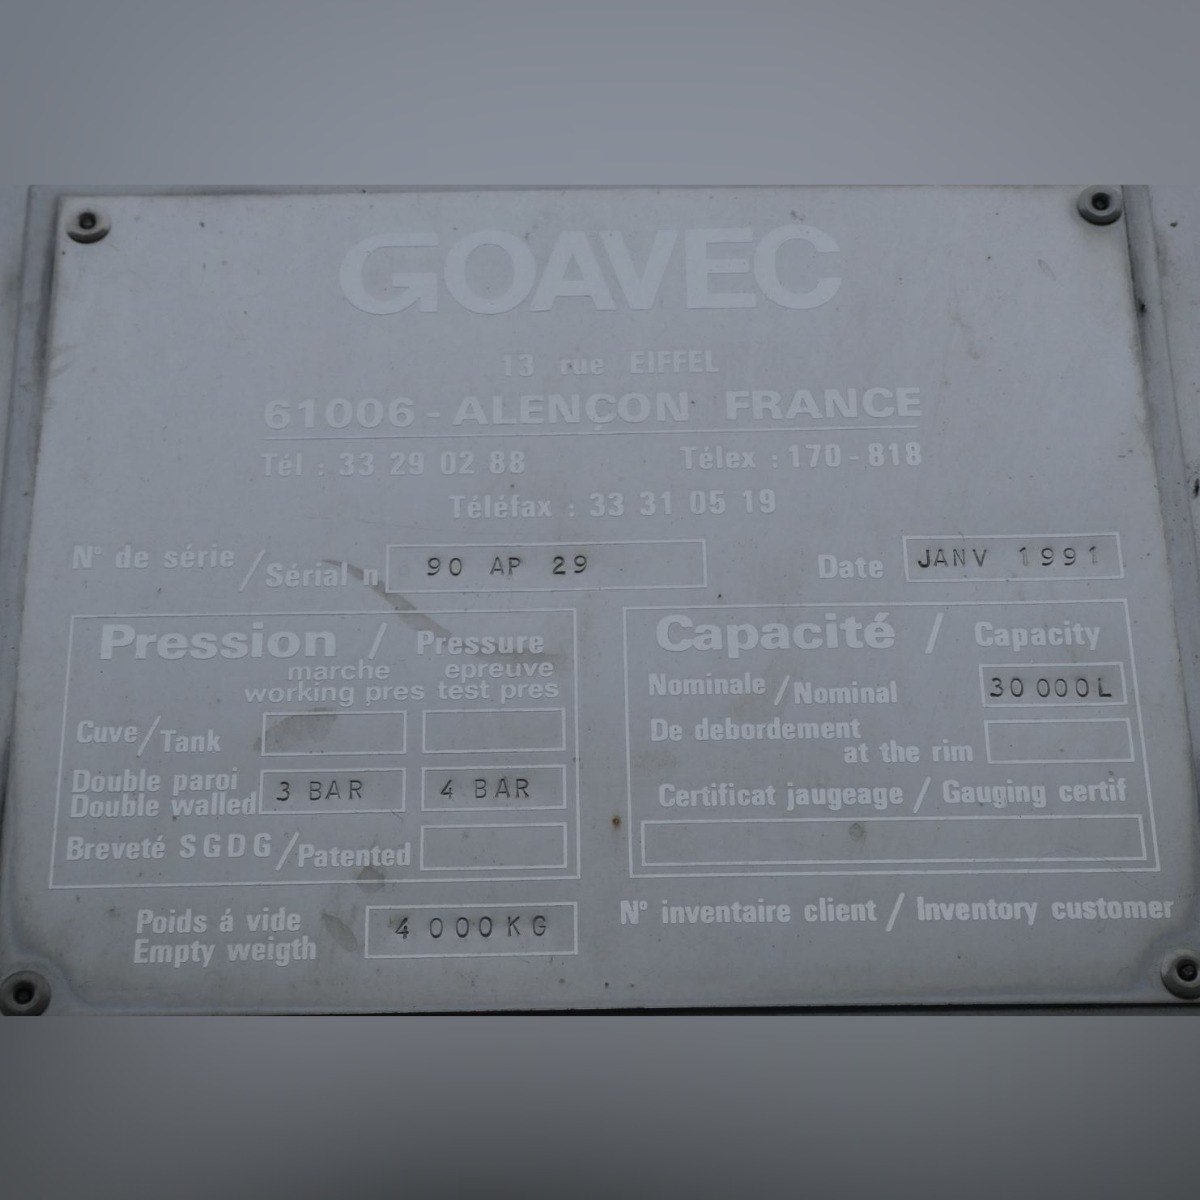 GOAVEC
13 rue EIFFEL
61006 - ALENÇON FRANCE
Tél : 33 29 02 88 Télex : 170 - 818
Téléfax : 33 31 05 19
N° de série / Sérial n 90 AP 29 Date JANV 1991
Pression / Pressure
marche epreuve
working pres test pres
Cuve / Tank
Double paroi
Double walled 3 BAR 4 BAR
Breveté SGDG / Patented
Capacité / Capacity
Nominale / Nominal 30 000L
De debordement
at the rim
Certificat jaugeage / Gauging certif
Poids á vide
Empty weigth 4 000KG
N° inventaire client / Inventory customer